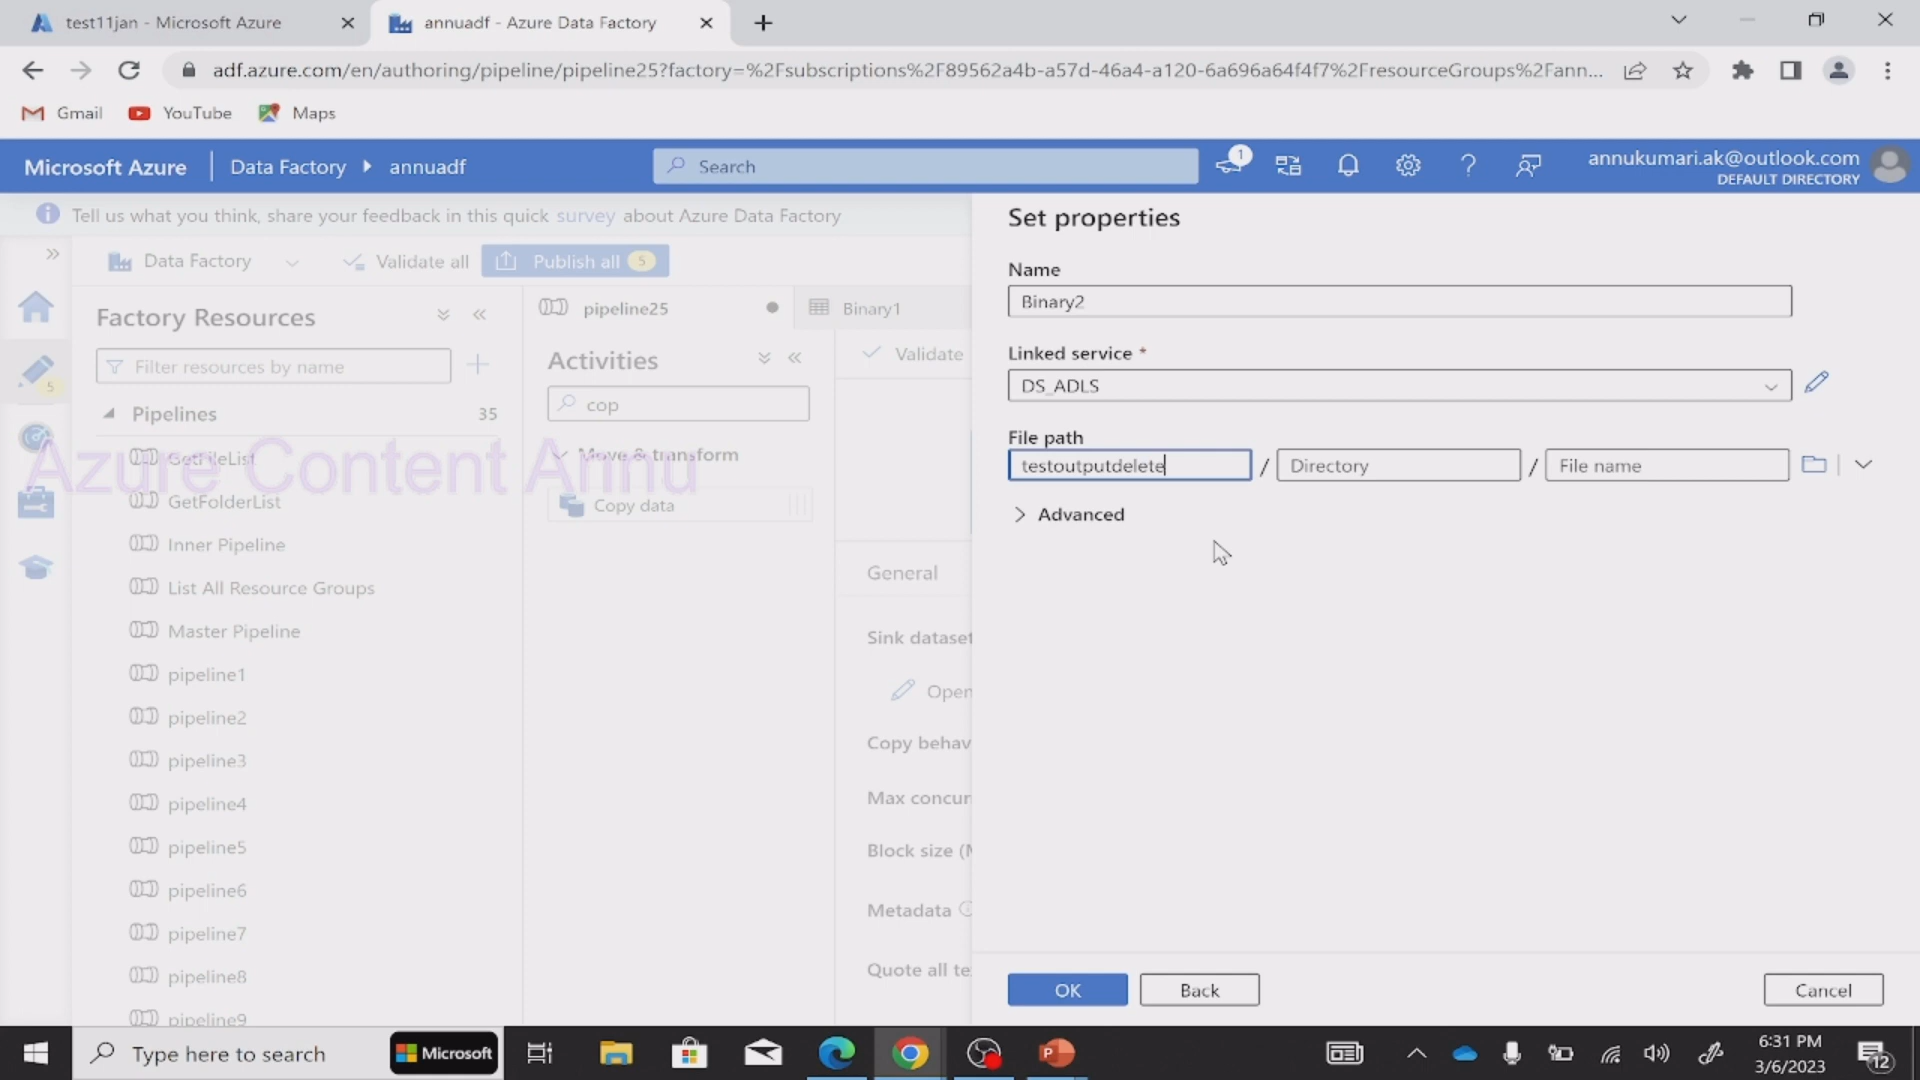 test11jan - Microsoft Azure
annuadf - Azure Data Factory
adf.azure.com/en/authoring/pipeline/pipeline25?factory=%2Fsubscriptions%2F89562a4b-a57d-46a4-a120-6a696a64f4f7%2FresourceGroups%2Fann...
Gmail
YouTube
Maps
Microsoft Azure
Data Factory
annuadf
Search
1
annukumari.ak@outlook.com
DEFAULT DIRECTORY
Tell us what you think, share your feedback in this quick survey about Azure Data Factory
Data Factory
Validate all
Publish all 5
Factory Resources
Filter resources by name
5
Pipelines 35
GetFileList
GetFolderList
Inner Pipeline
List All Resource Groups
Master Pipeline
pipeline1
pipeline2
pipeline3
pipeline4
pipeline5
pipeline6
pipeline7
pipeline8
pipeline9
Azure Content Annu
pipeline25
Binary1
Activities
cop
Move & transform
Copy data
Validate
General
Sink dataset
Open
Copy behav
Max concur
Block size (M
Metadata
Quote all te
Set properties
Name
Binary2
Linked service *
DS_ADLS
File path
testoutputdelete / Directory / File name
Advanced
OK
Back
Cancel
Type here to search
Microsoft
6:31 PM
3/6/2023
12